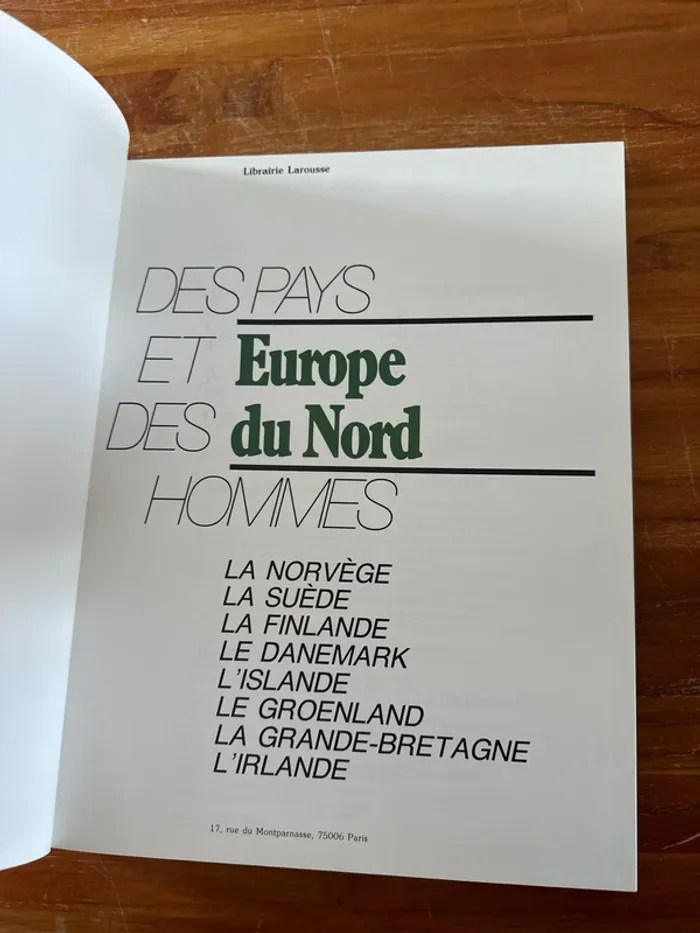 Librairie Larousse
DES PAYS
ET
DES
HOMMES
Europe
du Nord
LA NORVÈGE
LA SUÈDE
LA FINLANDE
LE DANEMARK
L'ISLANDE
LE GROENLAND
LA GRANDE-BRETAGNE
L'IRLANDE
17, rue du Montparnasse, 75006 Paris